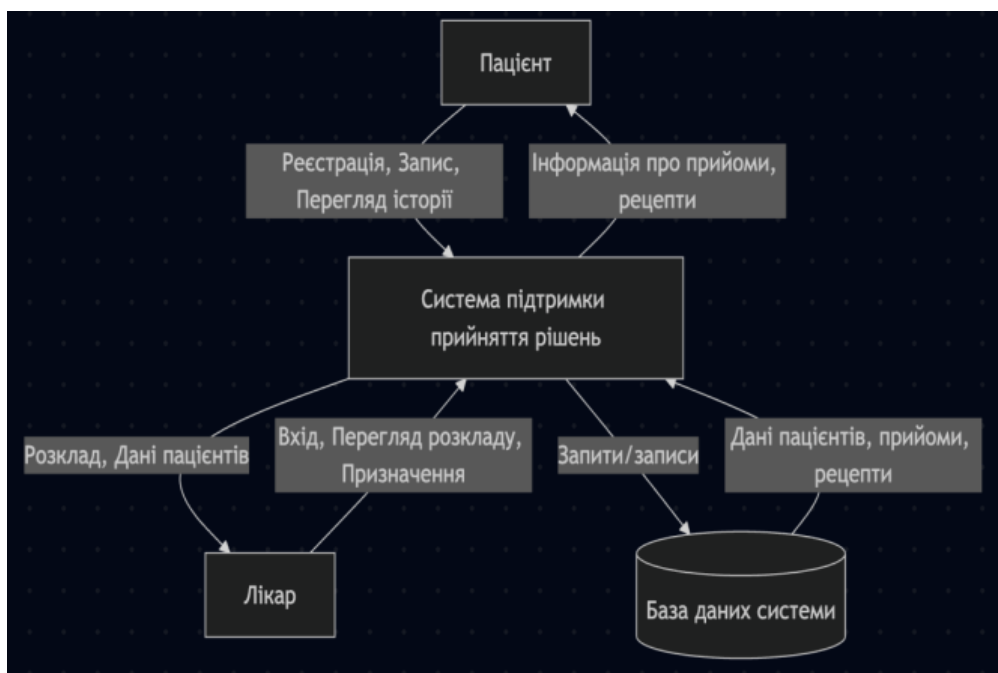 Пацієнт
Реєстрація, Запис,
Перегляд історії
Інформація про прийоми,
рецепти
Система підтримки
прийняття рішень
Розклад, Дані пацієнтів
Вхід, Перегляд розкладу,
Призначення
Запити/записи
Дані пацієнтів, прийоми,
рецепти
Лікар
База даних системи